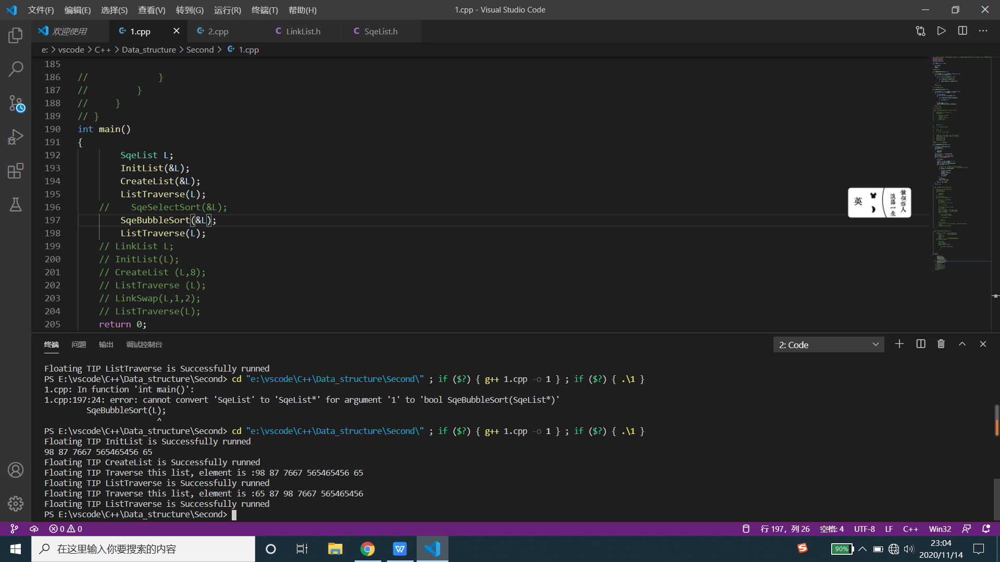 文件(F) 编辑(E) 选择(S) 查看(V) 转到(G) 运行(R) 终端(T) 帮助(H) 1.cpp - Visual Studio Code
欢迎使用 1.cpp 2.cpp LinkList.h SqeList.h
e: > vscode > C++ > Data_structure > Second > 1.cpp
185
186 // }
187 // }
188 // }
189 // }
190 int main()
191 {
192 SqeList L;
193 InitList(&L);
194 CreateList(&L);
195 ListTraverse(L);
196 // SqeSelectSort(&L);
197 SqeBubbleSort(&L);
198 ListTraverse(L);
199 // LinkList L;
200 // InitList(L);
201 // CreateList (L,8);
202 // ListTraverse (L);
203 // LinkSwap(L,1,2);
204 // ListTraverse(L);
205 return 0;
英
做個俗人
浪荡一生
终端 问题 输出 调试控制台 2: Code
Floating TIP ListTraverse is Successfully runned
PS E:\vscode\C++\Data_structure\Second> cd "e:\vscode\C++\Data_structure\Second\" ; if ($?) { g++ 1.cpp -o 1 } ; if ($?) { .\1 }
1.cpp: In function 'int main()':
1.cpp:197:24: error: cannot convert 'SqeList' to 'SqeList*' for argument '1' to 'bool SqeBubbleSort(SqeList*)'
SqeBubbleSort(L);
^
PS E:\vscode\C++\Data_structure\Second> cd "e:\vscode\C++\Data_structure\Second\" ; if ($?) { g++ 1.cpp -o 1 } ; if ($?) { .\1 }
Floating TIP InitList is Successfully runned
98 87 7667 565465456 65
Floating TIP CreateList is Successfully runned
Floating TIP Traverse this list, element is :98 87 7667 565465456 65
Floating TIP ListTraverse is Successfully runned
Floating TIP Traverse this list, element is :65 87 98 7667 565465456
Floating TIP ListTraverse is Successfully runned
PS E:\vscode\C++\Data_structure\Second>
0 0 行 197，列 26 空格: 4 UTF-8 LF C++ Win32
在这里输入你要搜索的内容
90%
23:04
2020/11/14